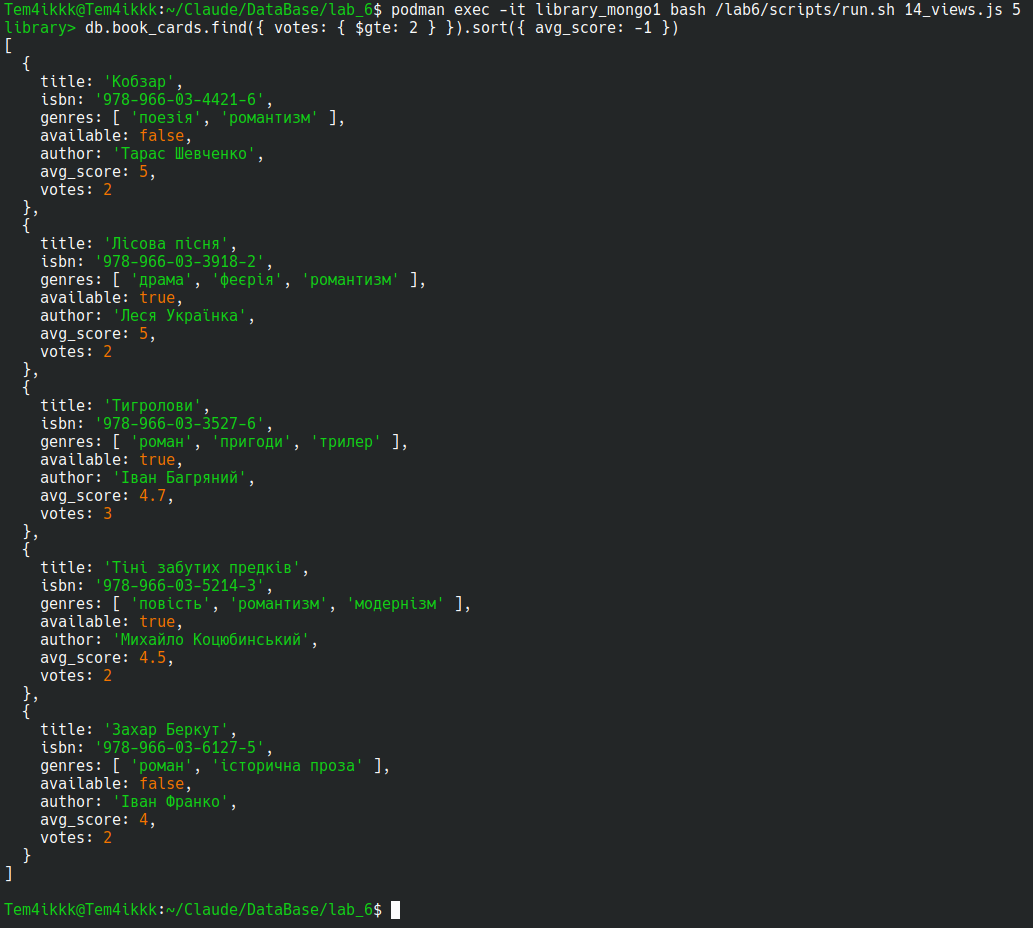 Tem4ikkk@Tem4ikkk:~/Claude/DataBase/lab_6$ podman exec -it library_mongo1 bash /lab6/scripts/run.sh 14_views.js 5
library> db.book_cards.find({ votes: { $gte: 2 } }).sort({ avg_score: -1 })
[
  {
    title: 'Кобзар',
    isbn: '978-966-03-4421-6',
    genres: [ 'поезія', 'романтизм' ],
    available: false,
    author: 'Тарас Шевченко',
    avg_score: 5,
    votes: 2
  },
  {
    title: 'Лісова пісня',
    isbn: '978-966-03-3918-2',
    genres: [ 'драма', 'феєрія', 'романтизм' ],
    available: true,
    author: 'Леся Українка',
    avg_score: 5,
    votes: 2
  },
  {
    title: 'Тигролови',
    isbn: '978-966-03-3527-6',
    genres: [ 'роман', 'пригоди', 'трилер' ],
    available: true,
    author: 'Іван Багряний',
    avg_score: 4.7,
    votes: 3
  },
  {
    title: 'Тіні забутих предків',
    isbn: '978-966-03-5214-3',
    genres: [ 'повість', 'романтизм', 'модернізм' ],
    available: true,
    author: 'Михайло Коцюбинський',
    avg_score: 4.5,
    votes: 2
  },
  {
    title: 'Захар Беркут',
    isbn: '978-966-03-6127-5',
    genres: [ 'роман', 'історична проза' ],
    available: false,
    author: 'Іван Франко',
    avg_score: 4,
    votes: 2
  }
]
Tem4ikkk@Tem4ikkk:~/Claude/DataBase/lab_6$